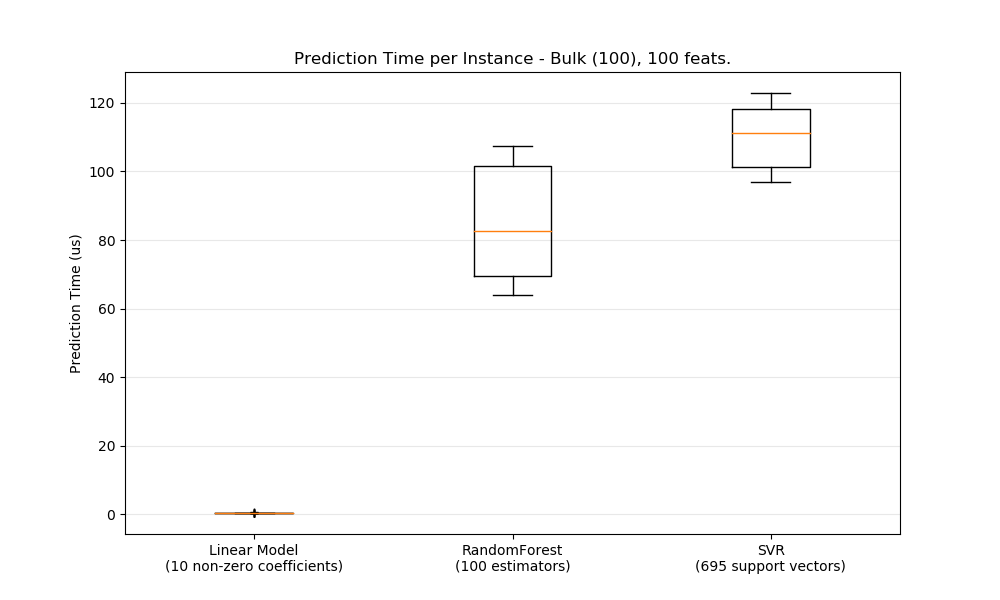 Prediction Time per Instance - Bulk (100), 100 feats.
Prediction Time (us)
120
100
80
60
40
20
0
Linear Model
(10 non-zero coefficients)
RandomForest
(100 estimators)
SVR
(695 support vectors)